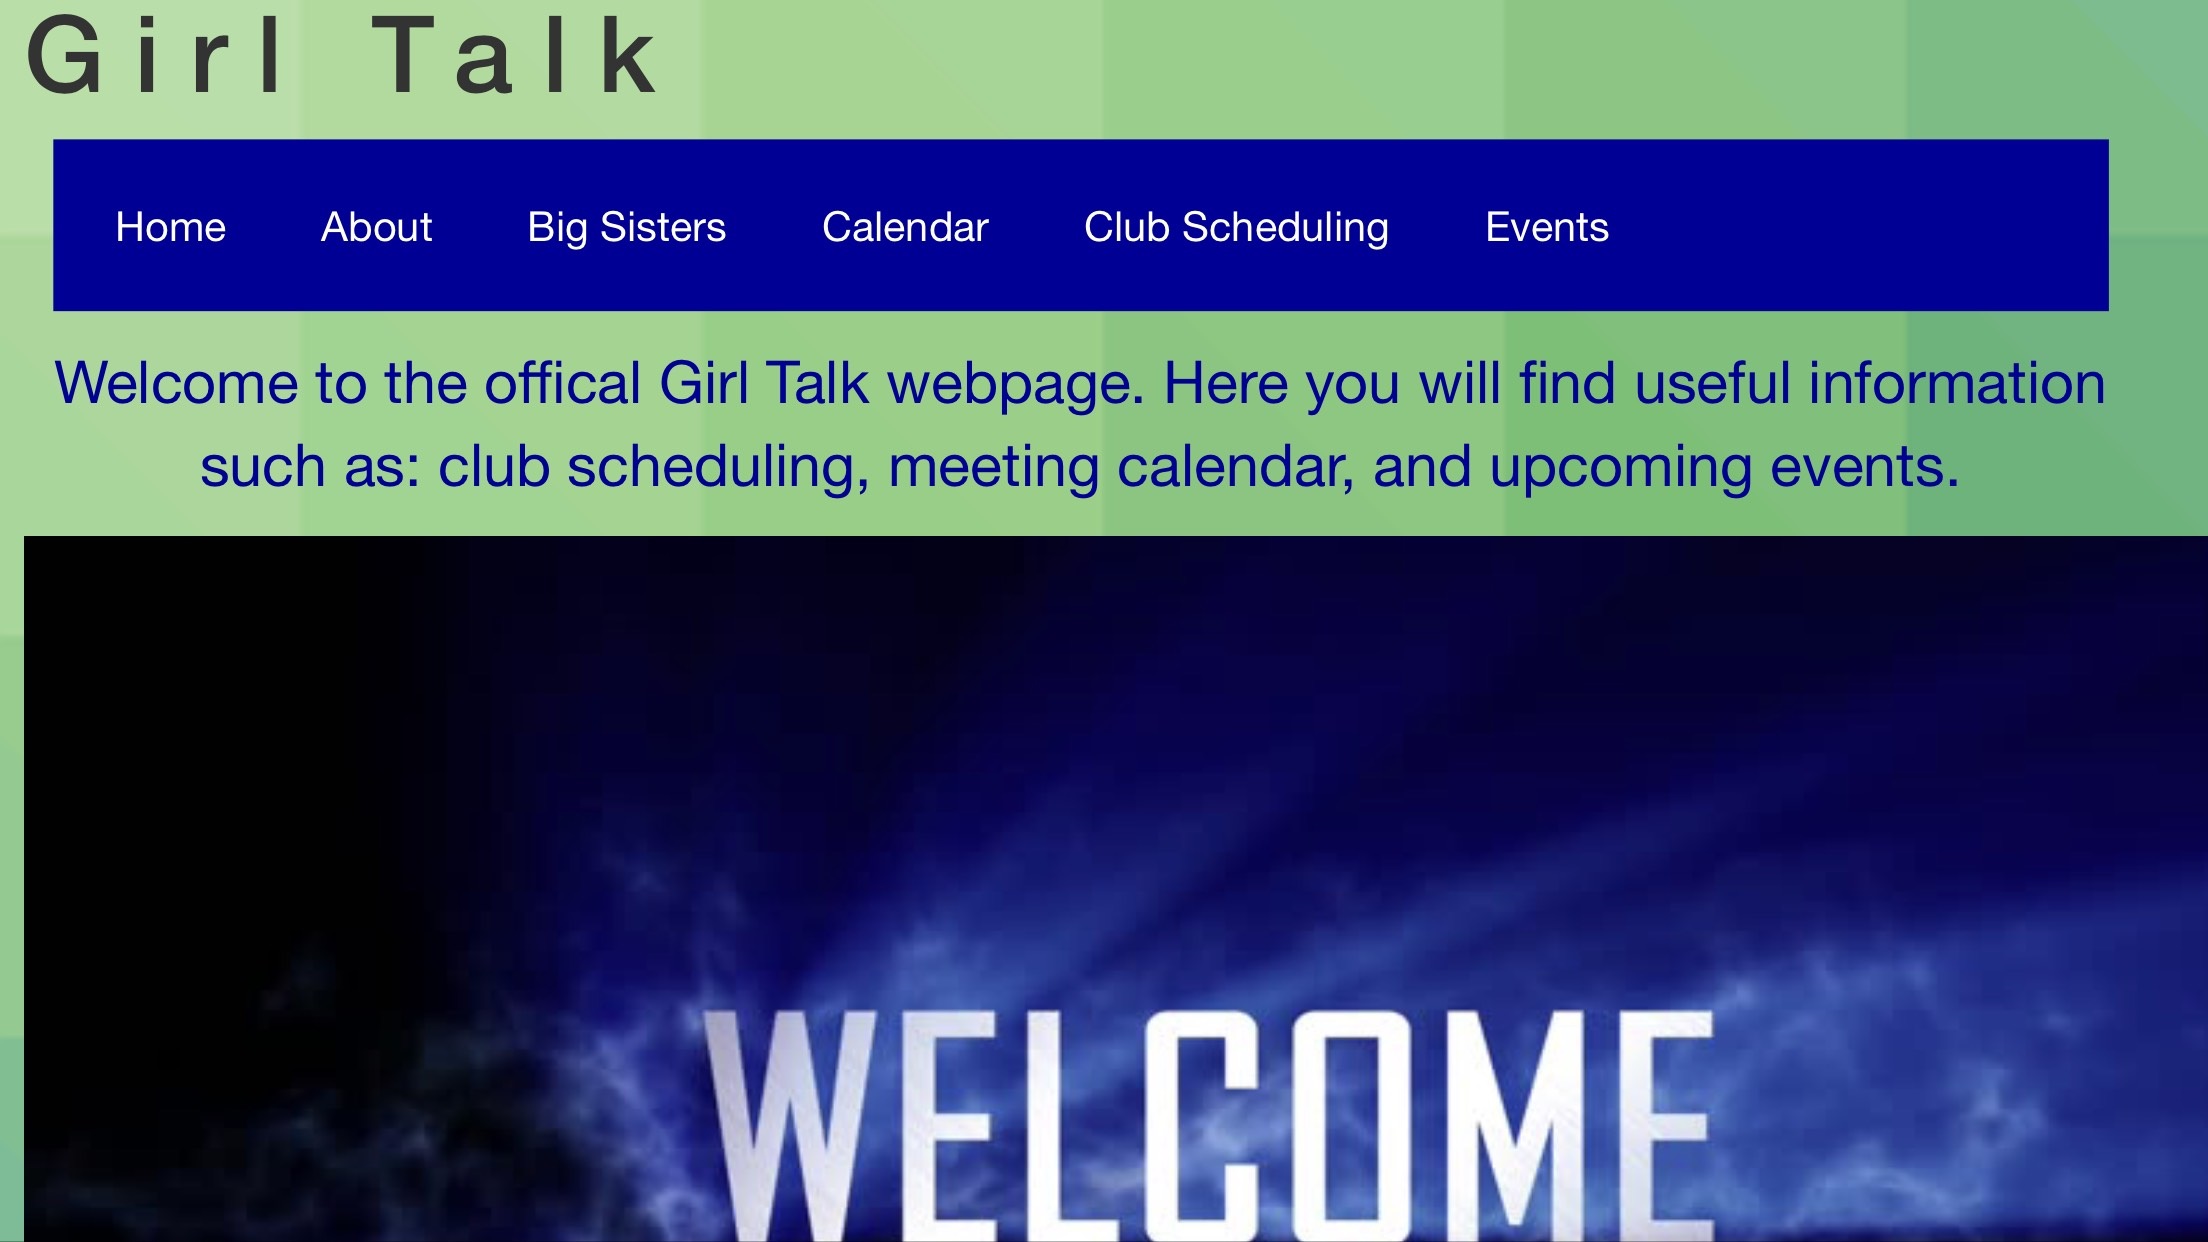 Girl Talk
Home About Big Sisters Calendar Club Scheduling Events
Welcome to the offical Girl Talk webpage. Here you will find useful information
such as: club scheduling, meeting calendar, and upcoming events.
WELCOME